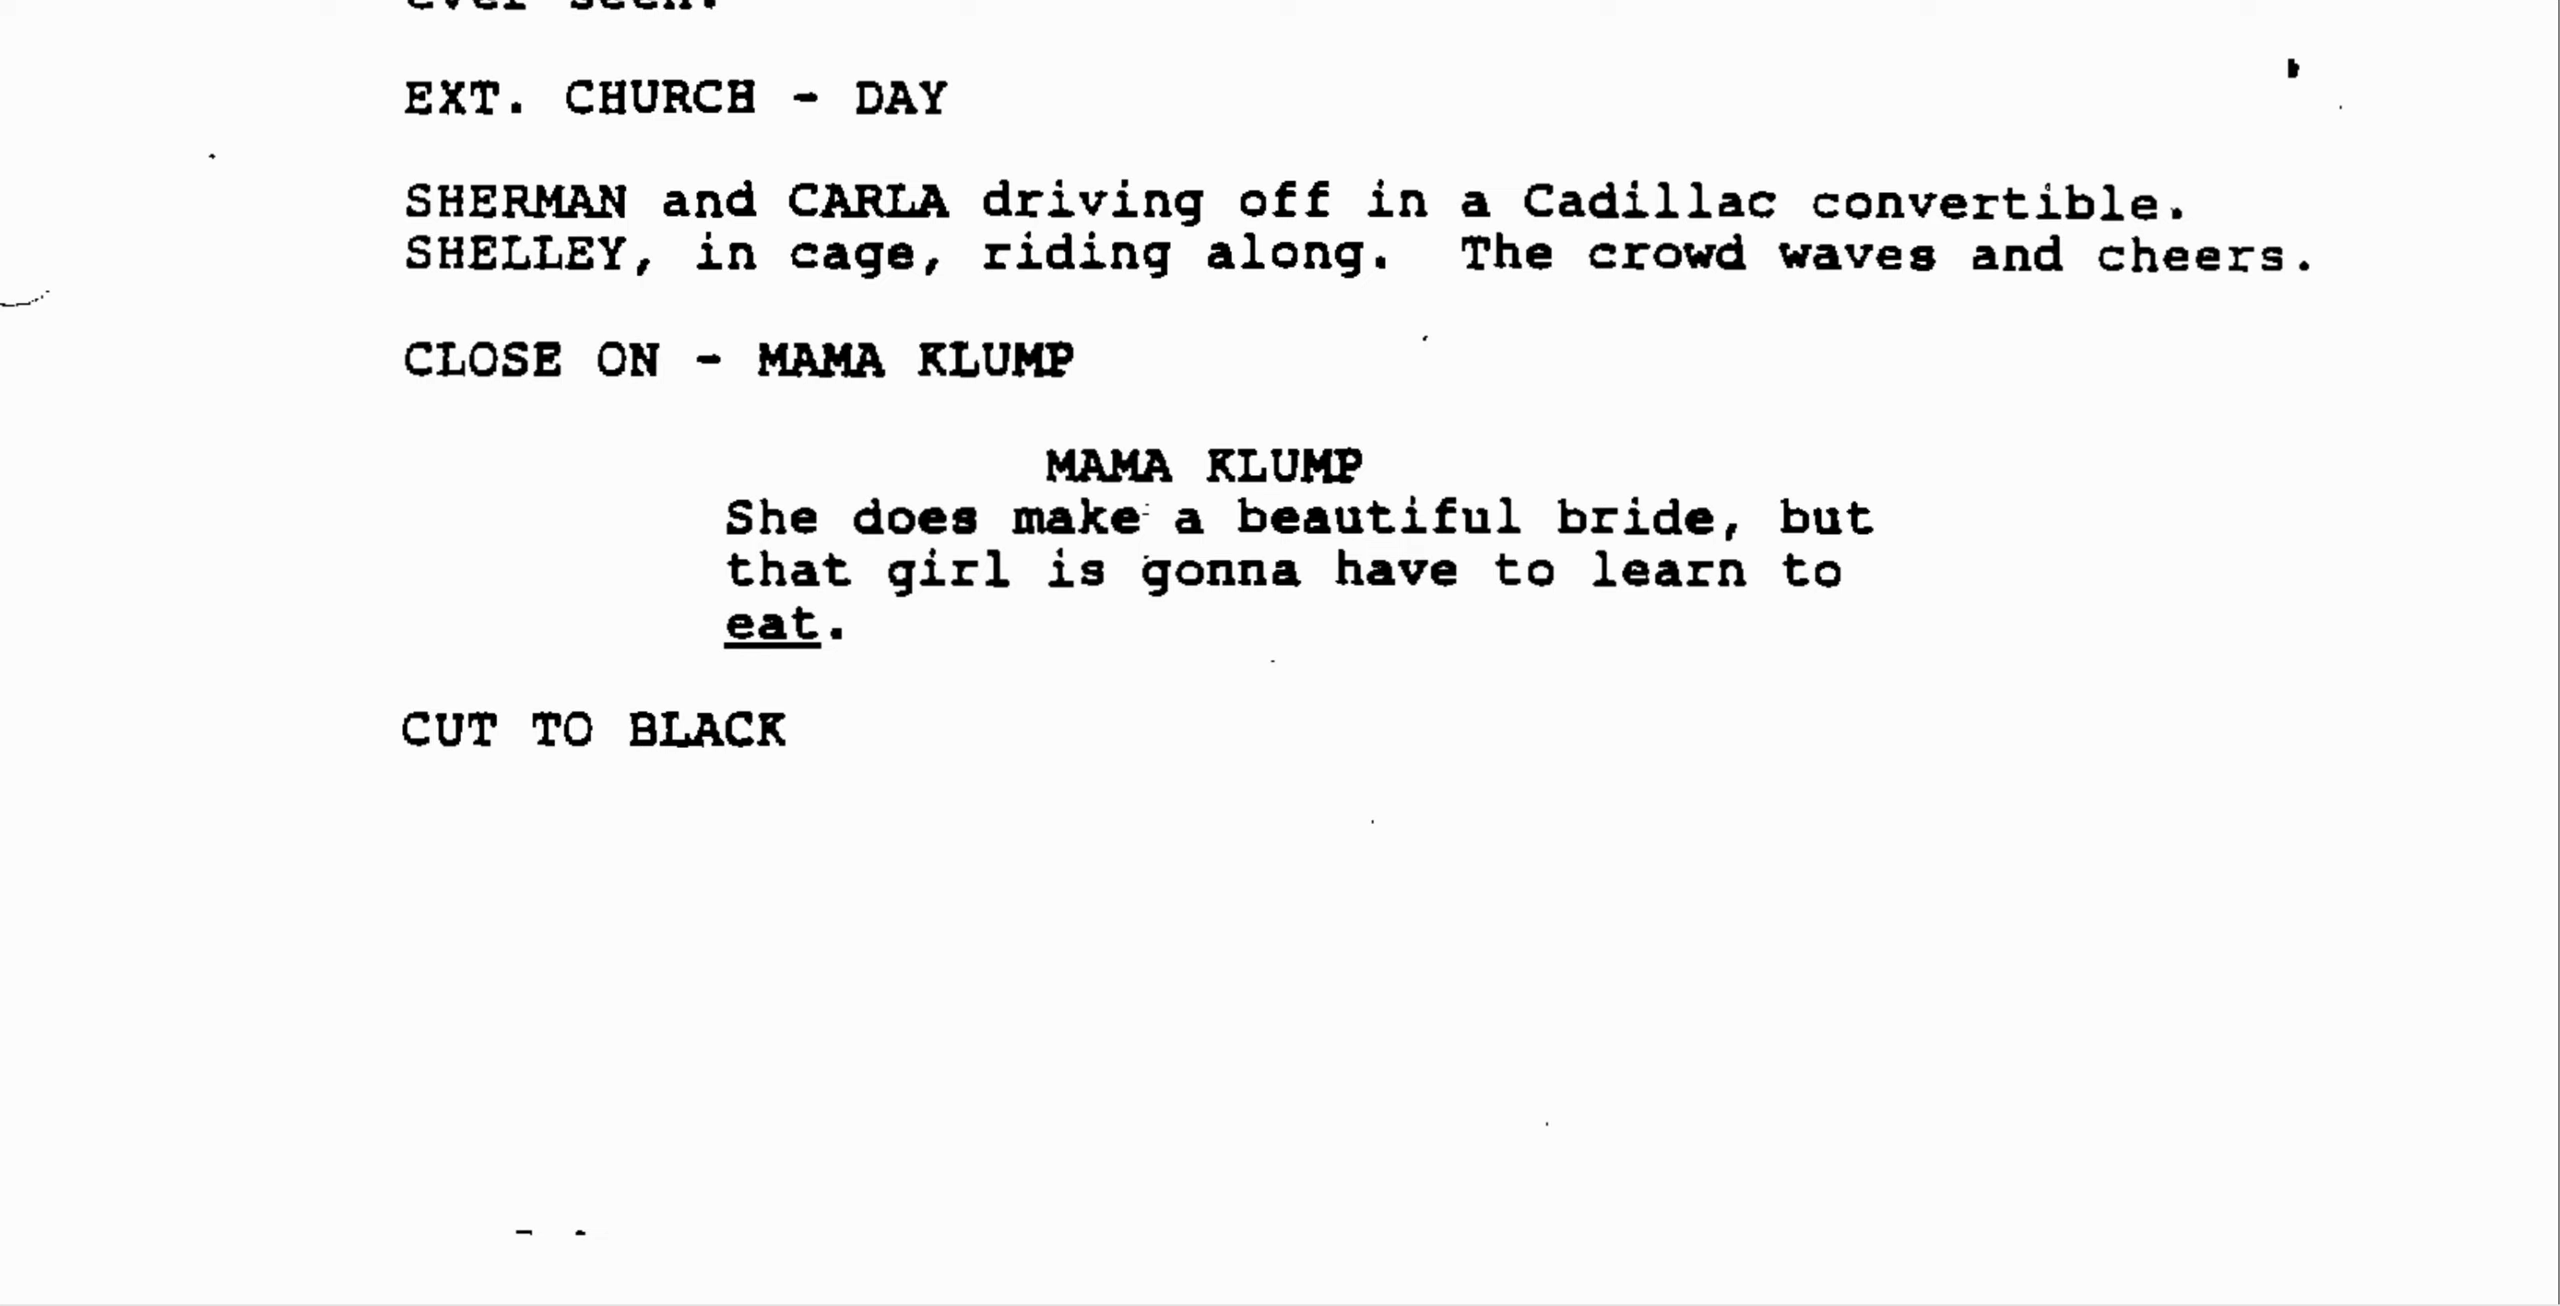 ever seen.
EXT. CHURCH - DAY
SHERMAN and CARLA driving off in a Cadillac convertible.
SHELLEY, in cage, riding along. The crowd waves and cheers.
CLOSE ON - MAMA KLUMP
MAMA KLUMP
She does make a beautiful bride, but
that girl is gonna have to learn to
eat.
CUT TO BLACK